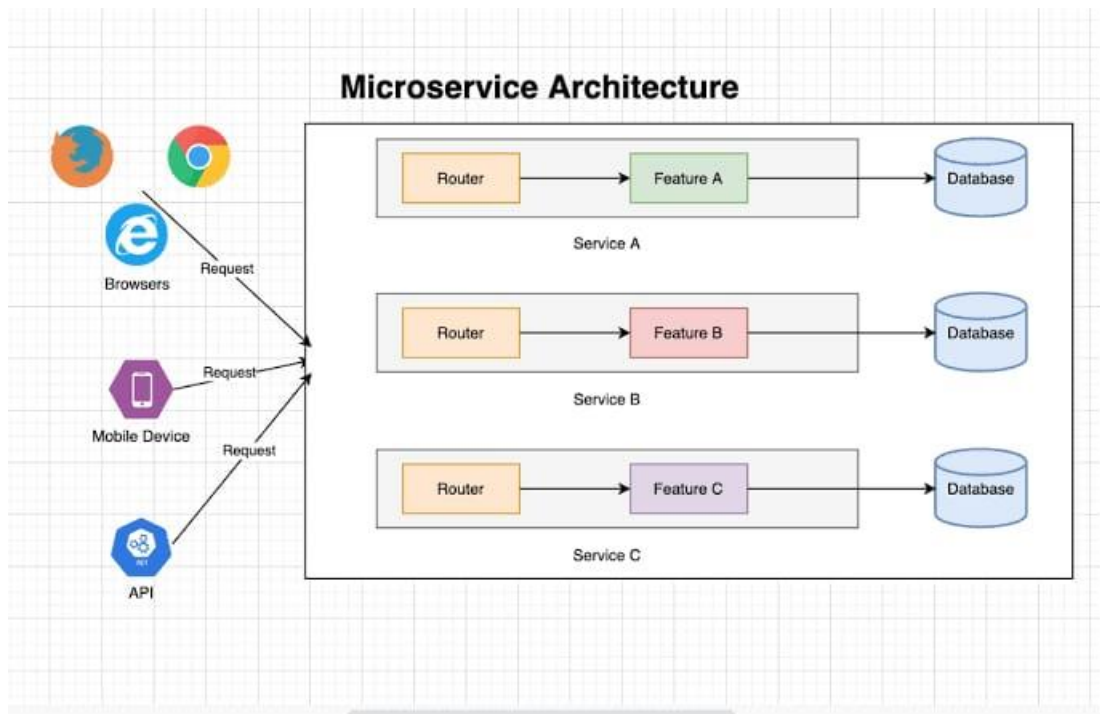 Microservice Architecture
Router
Feature A
Database
Service A
Request
Browsers
Router
Feature B
Database
Request
Service B
Mobile Device
Request
Router
Feature C
Database
Service C
API